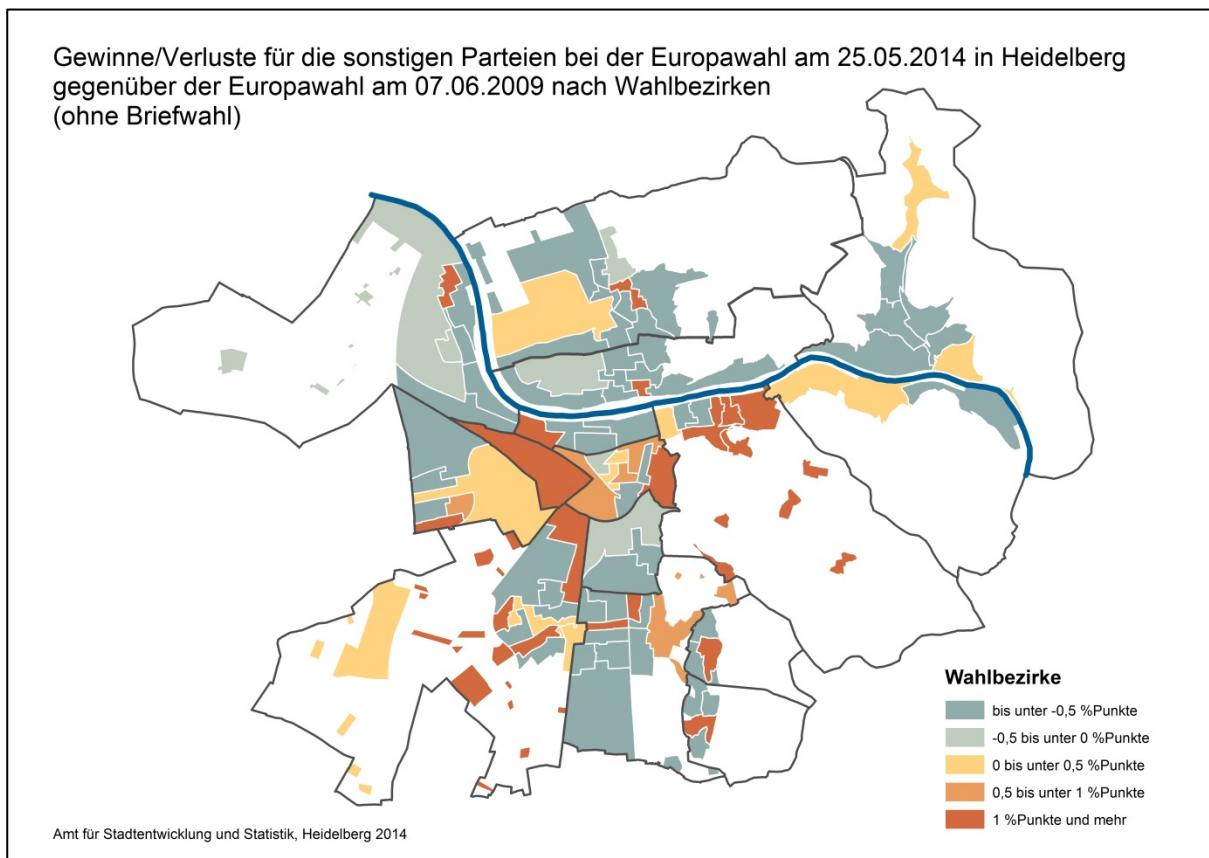 Gewinne/Verluste für die sonstigen Parteien bei der Europawahl am 25.05.2014 in Heidelberg
gegenüber der Europawahl am 07.06.2009 nach Wahlbezirken
(ohne Briefwahl)
Wahlbezirke
bis unter -0,5 %Punkte
-0,5 bis unter 0 %Punkte
0 bis unter 0,5 %Punkte
0,5 bis unter 1 %Punkte
1 %Punkte und mehr
Amt für Stadtentwicklung und Statistik, Heidelberg 2014